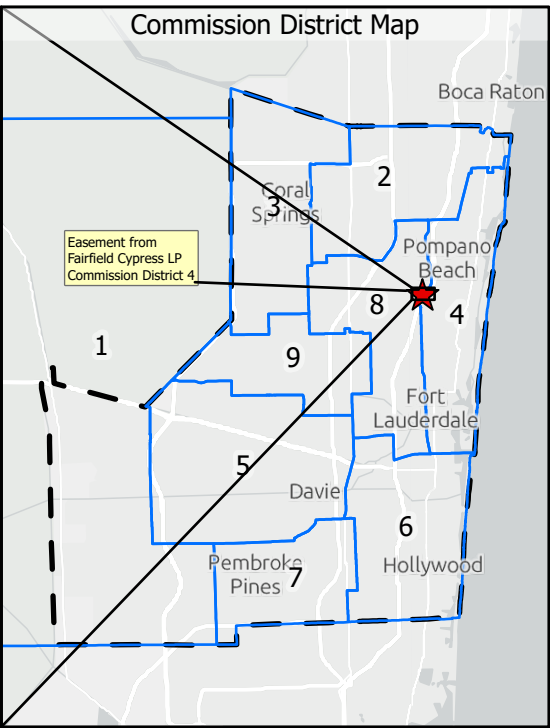 Commission District Map
Boca Raton
2
Coral
Springs
3
Easement from
Fairfield Cypress LP
Commission District 4
Pompano
Beach
8
4
1
9
Fort
Lauderdale
5
Davie
6
Pembroke
Pines
7
Hollywood